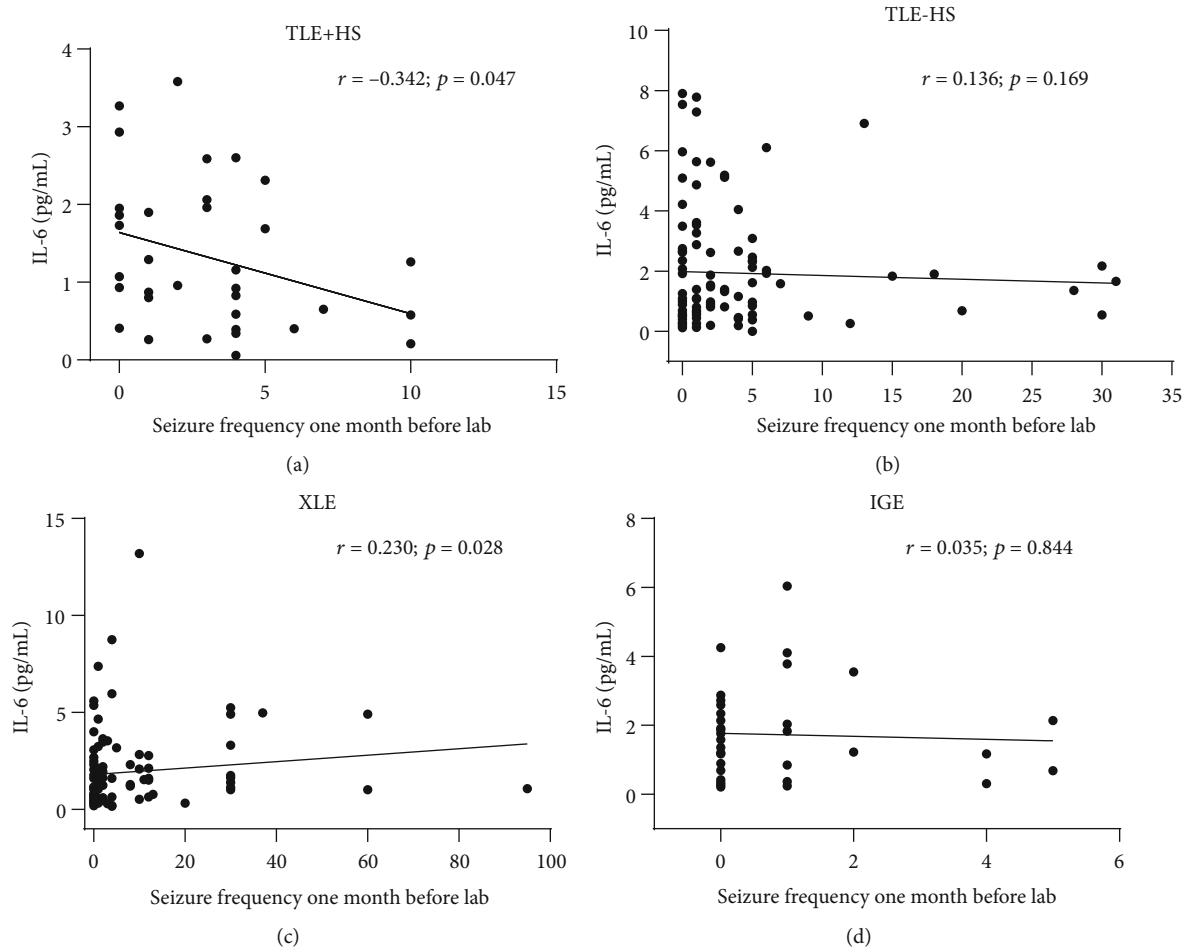 TLE+HS
r = –0.342; p = 0.047
4
3
2
1
0
IL-6 (pg/mL)
0
5
10
15
Seizure frequency one month before lab
(a)
TLE-HS
r = 0.136; p = 0.169
10
8
6
4
2
0
IL-6 (pg/mL)
0
5
10
15
20
25
30
35
Seizure frequency one month before lab
(b)
XLE
r = 0.230; p = 0.028
15
10
5
0
IL-6 (pg/mL)
0
20
40
60
80
100
Seizure frequency one month before lab
(c)
IGE
r = 0.035; p = 0.844
8
6
4
2
0
IL-6 (pg/mL)
0
2
4
6
Seizure frequency one month before lab
(d)